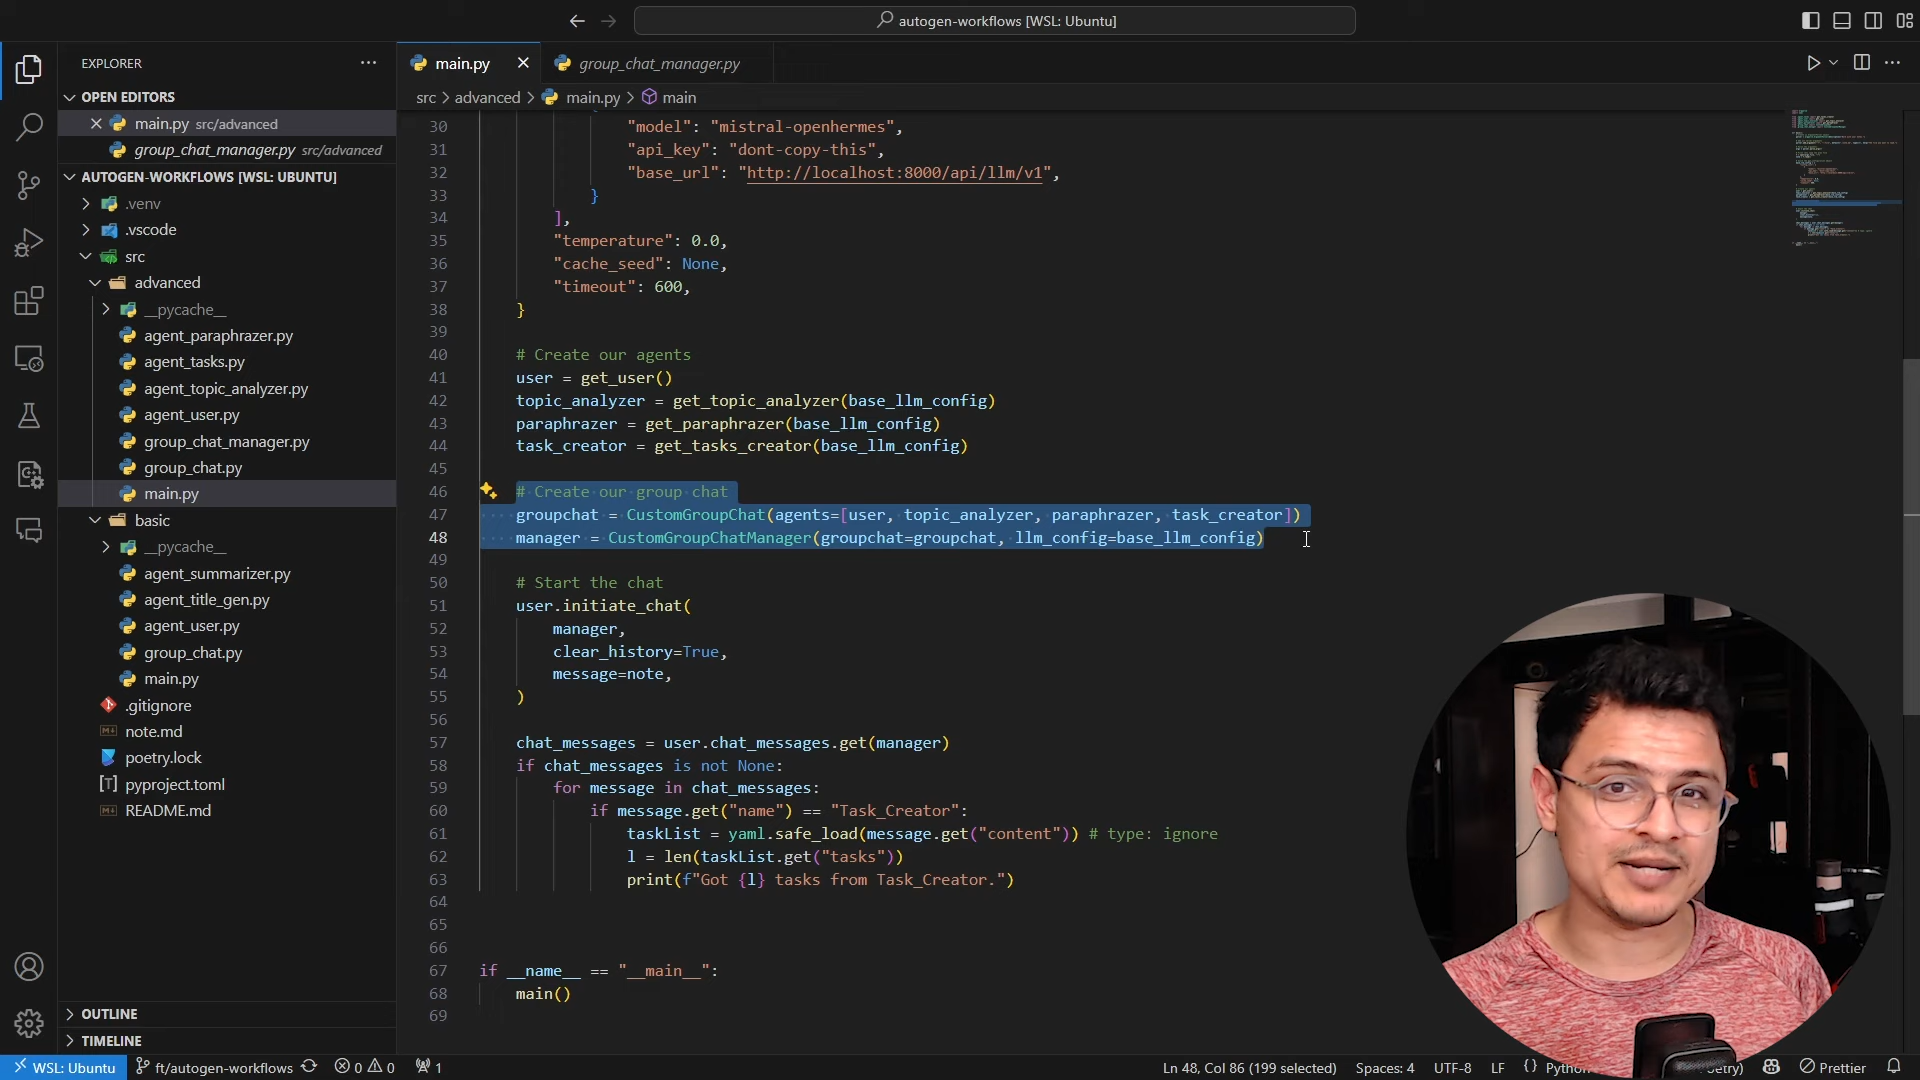 autogen-workflows [WSL: Ubuntu]
EXPLORER
OPEN EDITORS
main.py src/advanced
group_chat_manager.py src/advanced
AUTOGEN-WORKFLOWS [WSL: UBUNTU]
.venv
.vscode
src
advanced
__pycache__
agent_paraphrazer.py
agent_tasks.py
agent_topic_analyzer.py
agent_user.py
group_chat_manager.py
group_chat.py
main.py
basic
__pycache__
agent_summarizer.py
agent_title_gen.py
agent_user.py
group_chat.py
main.py
.gitignore
note.md
poetry.lock
pyproject.toml
README.md
OUTLINE
TIMELINE
main.py
group_chat_manager.py
src > advanced > main.py > main
30 "model": "mistral-openhermes",
31 "api_key": "dont-copy-this",
32 "base_url": "http://localhost:8000/api/llm/v1",
33 }
34 ],
35 "temperature": 0.0,
36 "cache_seed": None,
37 "timeout": 600,
38 }
39
40 # Create our agents
41 user = get_user()
42 topic_analyzer = get_topic_analyzer(base_llm_config)
43 paraphrazer = get_paraphrazer(base_llm_config)
44 task_creator = get_tasks_creator(base_llm_config)
45
46 # Create our group chat
47 groupchat = CustomGroupChat(agents=[user, topic_analyzer, paraphrazer, task_creator])
48 manager = CustomGroupChatManager(groupchat=groupchat, llm_config=base_llm_config)
49
50 # Start the chat
51 user.initiate_chat(
52 manager,
53 clear_history=True,
54 message=note,
55 )
56
57 chat_messages = user.chat_messages.get(manager)
58 if chat_messages is not None:
59 for message in chat_messages:
60 if message.get("name") == "Task_Creator":
61 taskList = yaml.safe_load(message.get("content")) # type: ignore
62 l = len(taskList.get("tasks"))
63 print(f"Got {l} tasks from Task_Creator.")
64
65
66
67 if __name__ == "__main__":
68 main()
69
WSL: Ubuntu ft/autogen-workflows 0 0 1 Ln 48, Col 86 (199 selected) Spaces: 4 UTF-8 LF {} Prettier